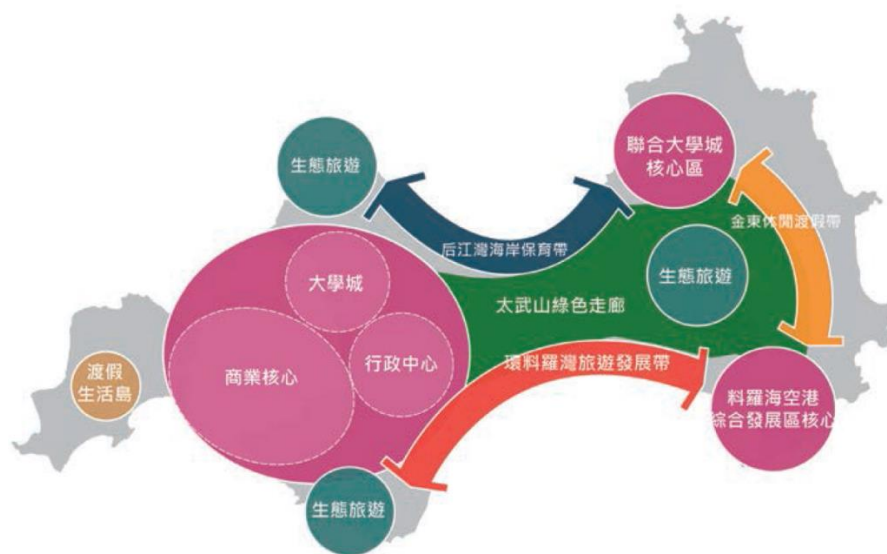 生態旅遊
聯合大學城
核心區
金東休閒渡假帶
后江灣海岸保育帶
大學城
生態旅遊
太武山綠色走廊
行政中心
環料羅灣旅遊發展帶
商業核心
渡假
生活島
料羅海空港
綜合發展區核心
生態旅遊